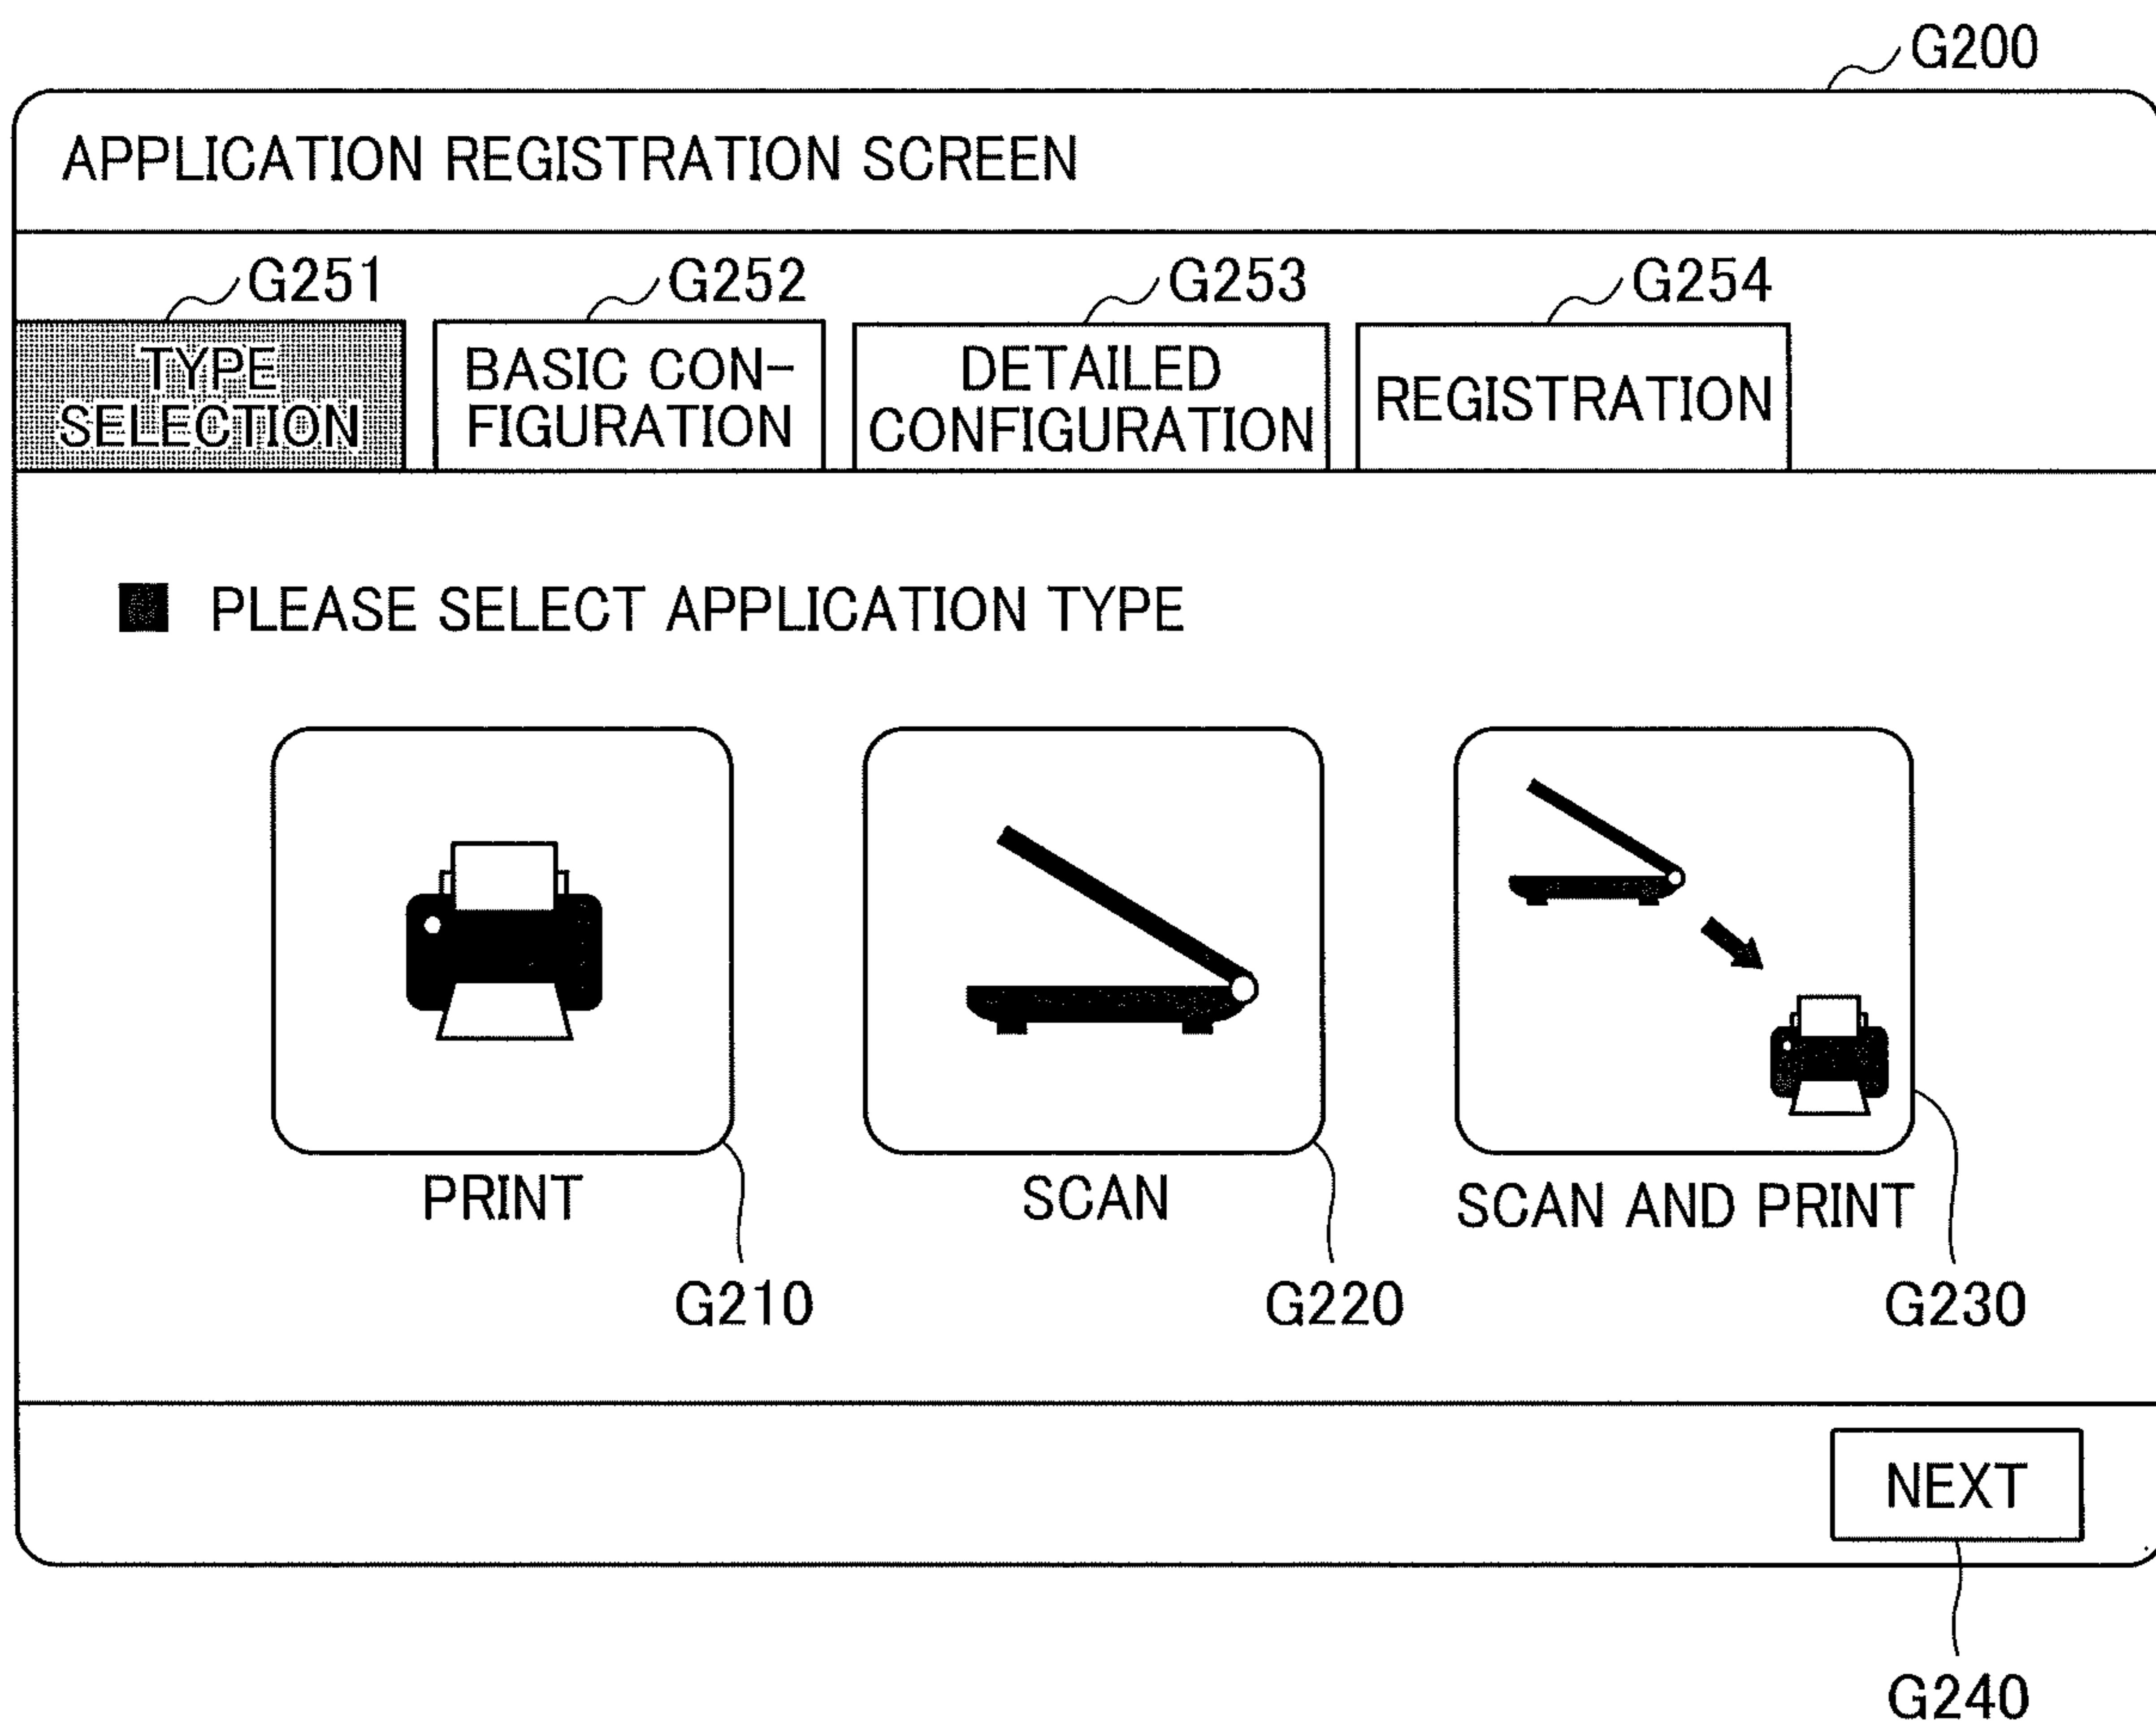 G200
APPLICATION REGISTRATION SCREEN
G251
G252
G253
G254
TYPE
SELECTION
BASIC CON-
FIGURATION
DETAILED
CONFIGURATION
REGISTRATION
PLEASE SELECT APPLICATION TYPE
PRINT
SCAN
SCAN AND PRINT
G210
G220
G230
NEXT
G240